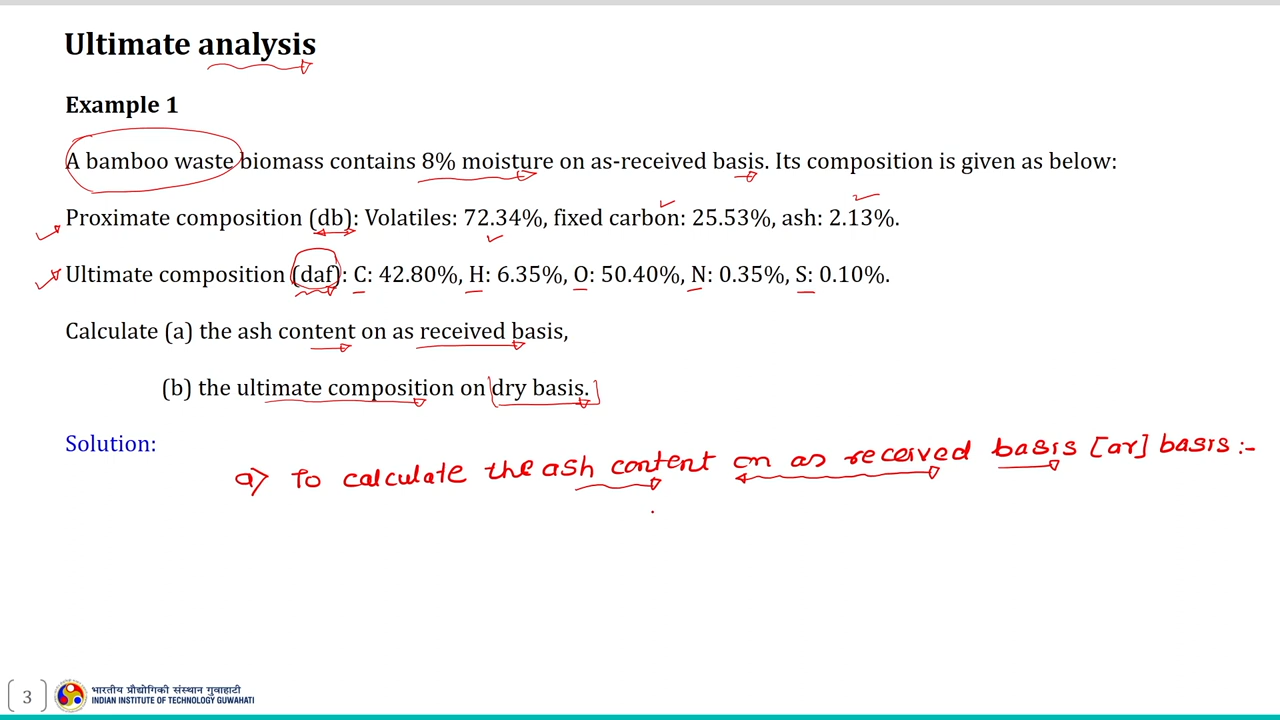 Ultimate analysis
Example 1
A bamboo waste biomass contains 8% moisture on as-received basis. Its composition is given as below:
Proximate composition (db): Volatiles: 72.34%, fixed carbon: 25.53%, ash: 2.13%.
Ultimate composition (daf): C: 42.80%, H: 6.35%, O: 50.40%, N: 0.35%, S: 0.10%.
Calculate (a) the ash content on as received basis,
(b) the ultimate composition on dry basis.
Solution:
a) To calculate the ash content on as received basis [ar] basis :-
3
भारतीय प्रौद्योगिकी संस्थान गुवाहाटी
INDIAN INSTITUTE OF TECHNOLOGY GUWAHATI